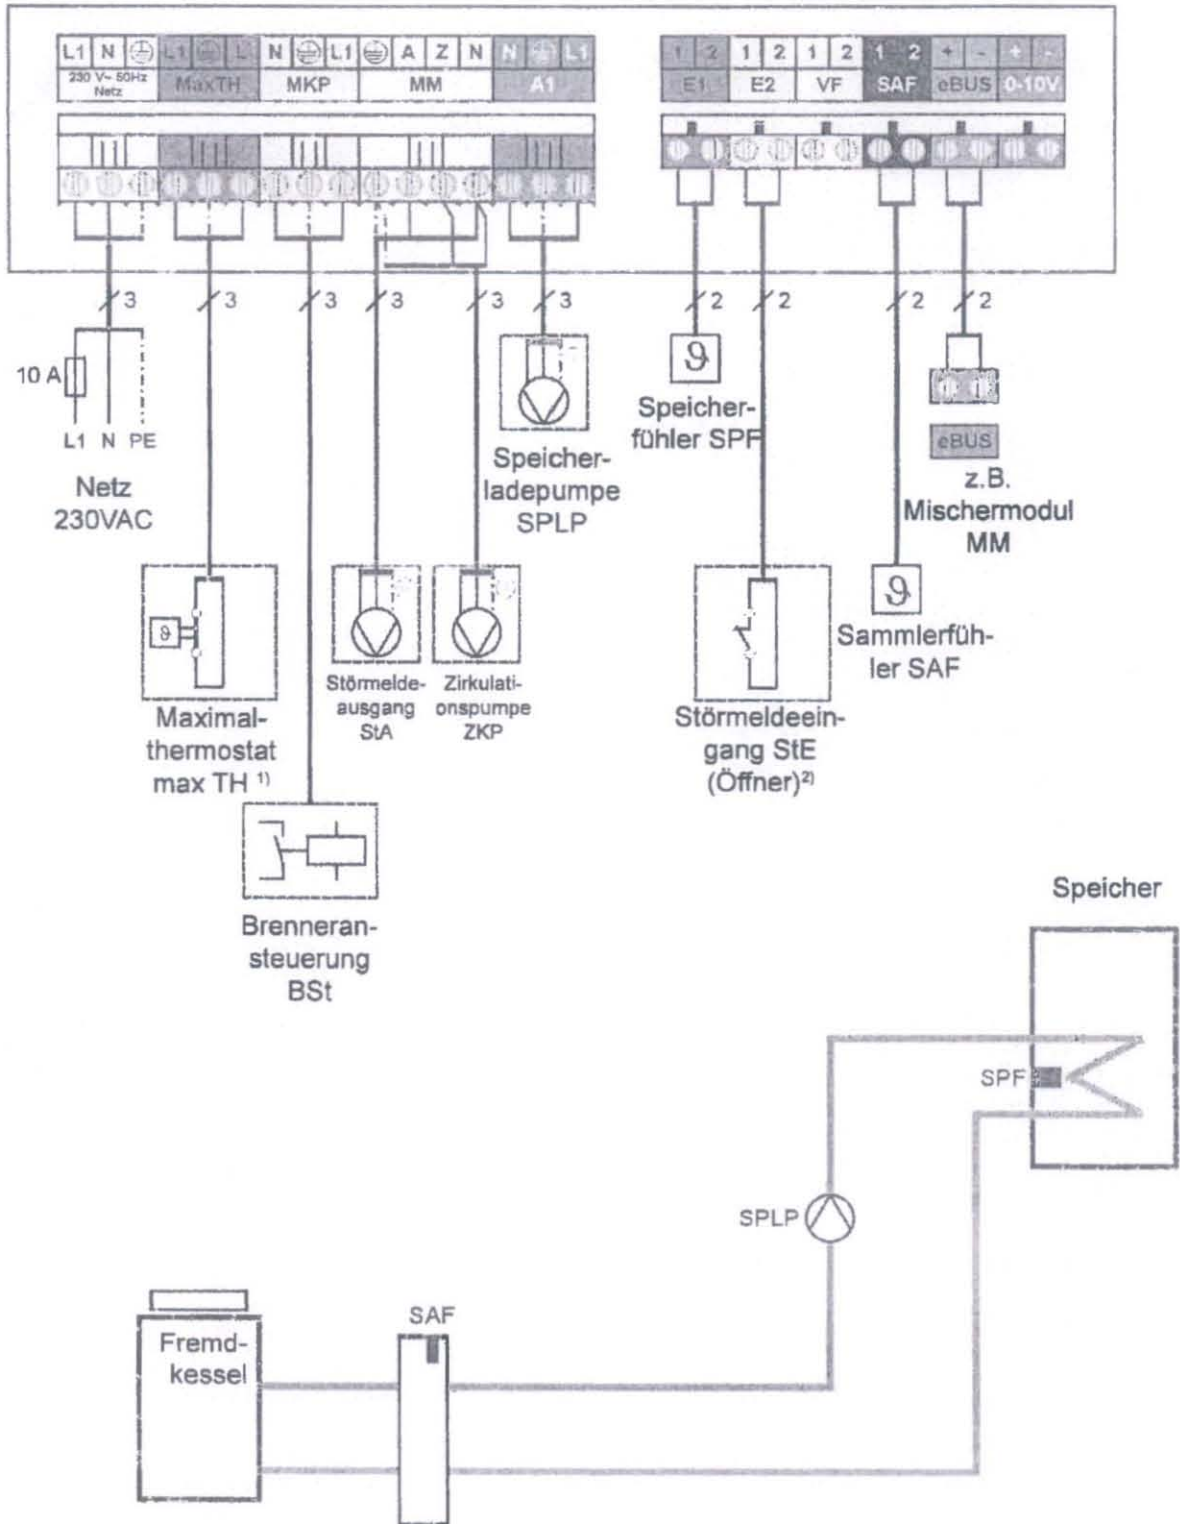 L1 N L1 L N L1 A Z N N L1
230 V~ 50Hz
Netz
MaxTH MKP MM A1
1 2 1 2 1 2 1 2 + - + -
E1 E2 VF SAF eBUS 0-10V
3 3 3 3 3 3 2 2 2 2
10 A
L1 N PE
Netz
230VAC
Speicher-
ladepumpe
SPLP
Speicher-
fühler SPF
eBUS
z.B.
Mischermodul
MM
Maximal-
thermostat
max TH 1)
Störmelde-
ausgang
StA
Zirkulati-
onspumpe
ZKP
ϑ
ϑ
ϑ
Störmeldeein-
gang StE
(Öffner)2)
Sammlerfüh-
ler SAF
Brenneran-
steuerung
BSt
Speicher
SPF
SPLP
SAF
Fremd-
kessel